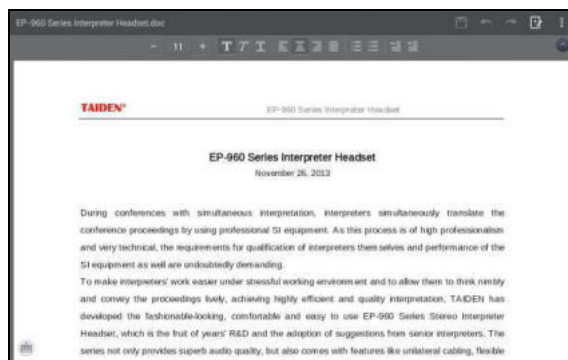 EP-960 Series Interpreter Headset.doc
- 11 + T T T
TAIDEN® EP-960 Series Interpreter Headset
EP-960 Series Interpreter Headset
November 26, 2013
During conferences with simultaneous interpretation, interpreters simultaneously translate the
conference proceedings by using professional SI equipment. As this process is of high professionalism
and very technical, the requirements for qualification of interpreters themselves and performance of the
SI equipment as well are undoubtedly demanding.
To make interpreters' work easier under stressful working environment and to allow them to think nimbly
and convey the proceedings lively, achieving highly efficient and quality interpretation, TAIDEN has
developed the fashionable-looking, comfortable and easy to use EP-960 Series Stereo Interpreter
Headset, which is the fruit of years' R&D and the adoption of suggestions from senior interpreters. The
series not only provides superb audio quality, but also comes with features like unilateral cabling, flexible